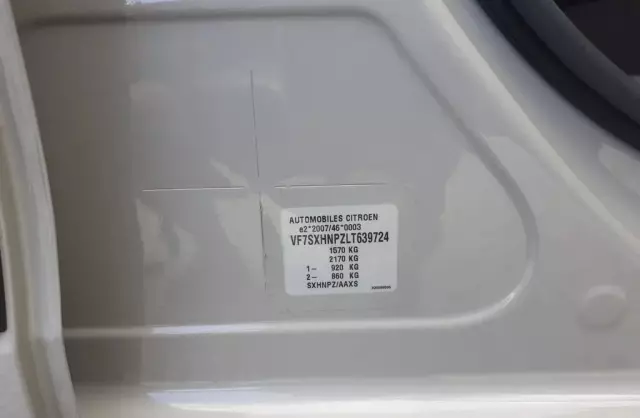 AUTOMOBILES CITROEN
e2*2007/46*0003
VF7SXHNPZLT639724
1570 KG
2170 KG
1- 920 KG
2- 860 KG
SXHNPZ/AAXS